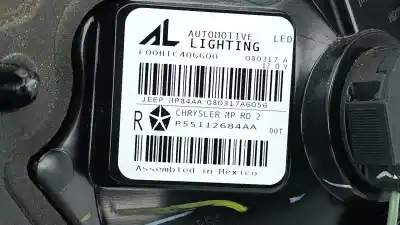 AL AUTOMOTIVE LIGHTING LED
F00HTC406600 080317 A
12.0 V
JEEP MP84AA 080317A6056
R CHRYSLER MP RD 2
P55112684AA DOT
Assembled in Mexico